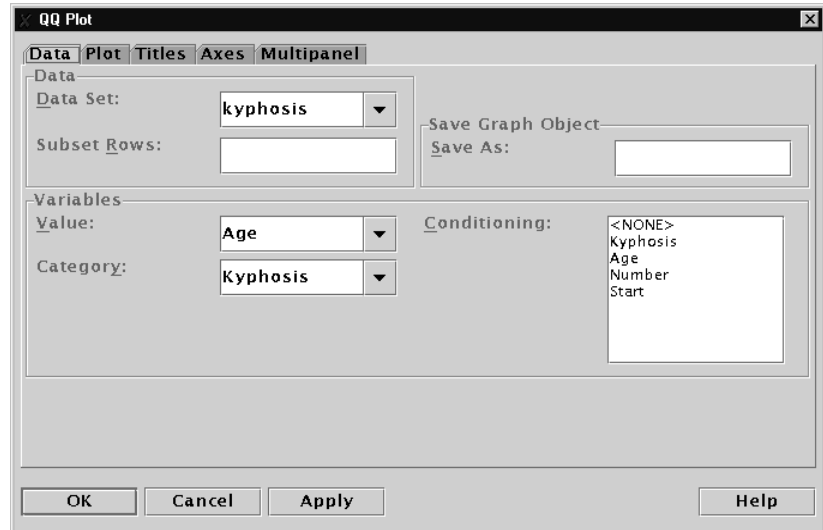 QQ Plot
Data Plot Titles Axes Multipanel
Data
Data Set:
kyphosis
Subset Rows:
Save Graph Object
Save As:
Variables
Value:
Age
Category:
Kyphosis
Conditioning:
<NONE>
Kyphosis
Age
Number
Start
OK Cancel Apply Help